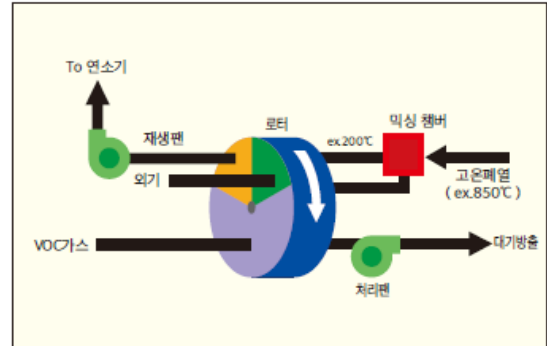 To 연소기
재생팬
로터
ex.200℃
믹싱 챔버
외기
고온폐열
( ex.850℃ )
VOC가스
대기방출
처리팬